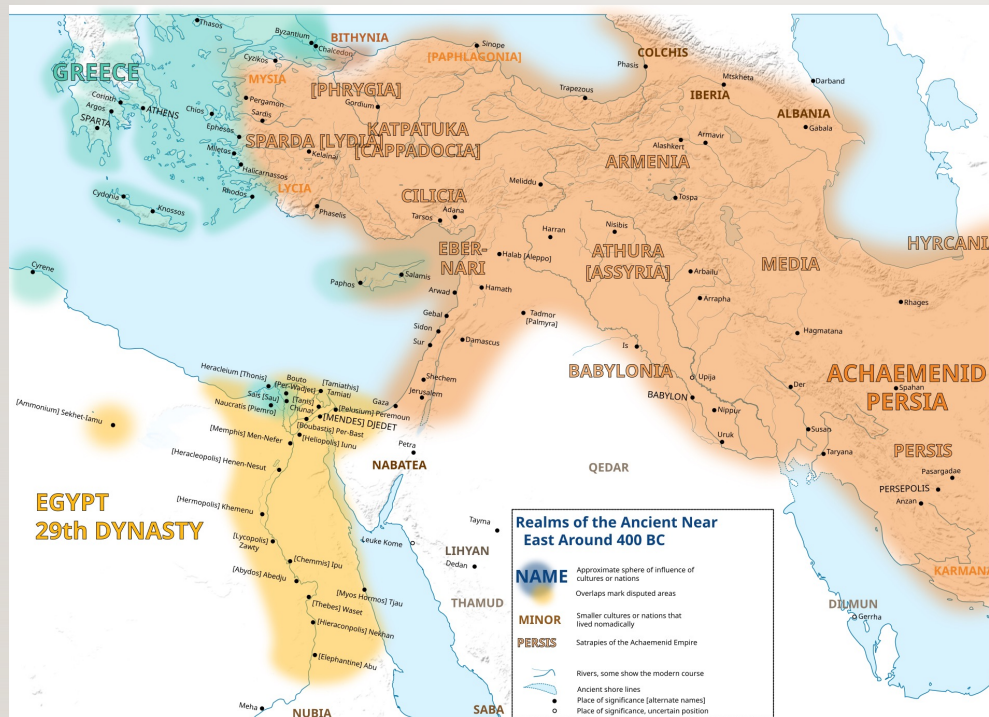 Thasos
Byzantium
BITHYNIA
Chalcedon
Sinope
[PAPHLAGONIA]
COLCHIS
Phasis
Cyzikos
GREECE
MYSIA
[PHRYGIA]
Trapezous
Mtskheta
Darband
IBERIA
Pergamon
Gordium
Corinth
Argos
ATHENS
Chios
Sardis
SPARTA
ALBANIA
Gabala
Ephesos
SPARDA [LYDIA]
KATPATUKA
[CAPPADOCIA]
Armavir
Alashkert
ARMENIA
Miletos
Kelainai
Halicarnassos
LYCIA
Meliddu
Cydonia
Knossos
Rhodos
Phaselis
CILICIA
Adana
Tarsos
Tospa
Harran
Nisibis
HYRCANI
EBER-
NARI
Halab [Aleppo]
ATHURA
[ASSYRIA]
MEDIA
Cyrene
Salamis
Paphos
Arbailu
Arwad
Hamath
Arrapha
Rhages
Gebal
Tadmor
[Palmyra]
Sidon
Sur
Damascus
Is
Hagmatana
Heracleium [Thonis]
Bouto
[Per-Wadjet]
[Tamiathis]
Tamiati
Shechem
BABYLONIA
Upija
Der
ACHAEMENID
PERSIA
Spahan
Sais [Sau]
[Tanis]
Chunat
Jerusalem
Gaza
BABYLON
Naucratis [Piemro]
[Pelusium] Peremoun
[MENDES] DJEDET
Nippur
[Ammonium] Sekhet-Iamu
[Boubastis] Per-Bast
[Memphis] Men-Nefer
[Heliopolis] Iunu
Uruk
Susan
Petra
Taryana
PERSIS
[Heracleopolis] Henen-Nesut
NABATEA
QEDAR
Pasargadae
PERSEPOLIS
Anzan
EGYPT
29th DYNASTY
[Hermopolis] Khemenu
Tayma
[Lycopolis]
Zawty
Leuke Kome
LIHYAN
Dedan
[Chemmis] Ipu
[Abydos] Abedju
KARMAN
[Myos Hormos] Tjau
THAMUD
[Thebes] Waset
DILMUN
Gerrha
[Hieraconpolis] Nekhan
[Elephantine] Abu
Meha
NUBIA
SABA
Realms of the Ancient Near
East Around 400 BC
NAME
Approximate sphere of influence of
cultures or nations
Overlaps mark disputed areas
MINOR
Smaller cultures or nations that
lived nomadically
PERSIS
Satrapies of the Achaemenid Empire
Rivers, some show the modern course
Ancient shore lines
Place of significance [alternate names]
Place of significance, uncertain position